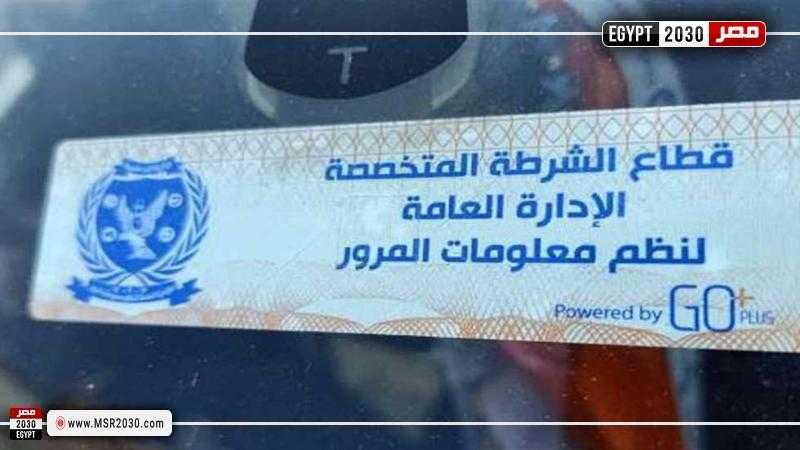 EGYPT 2030 مصر
T
قطاع الشرطة المتخصصة
الإدارة العامة
لنظم معلومات المرور
Powered by GO+ PLUS
مصر
2030
EGYPT
www.MSR2030.com